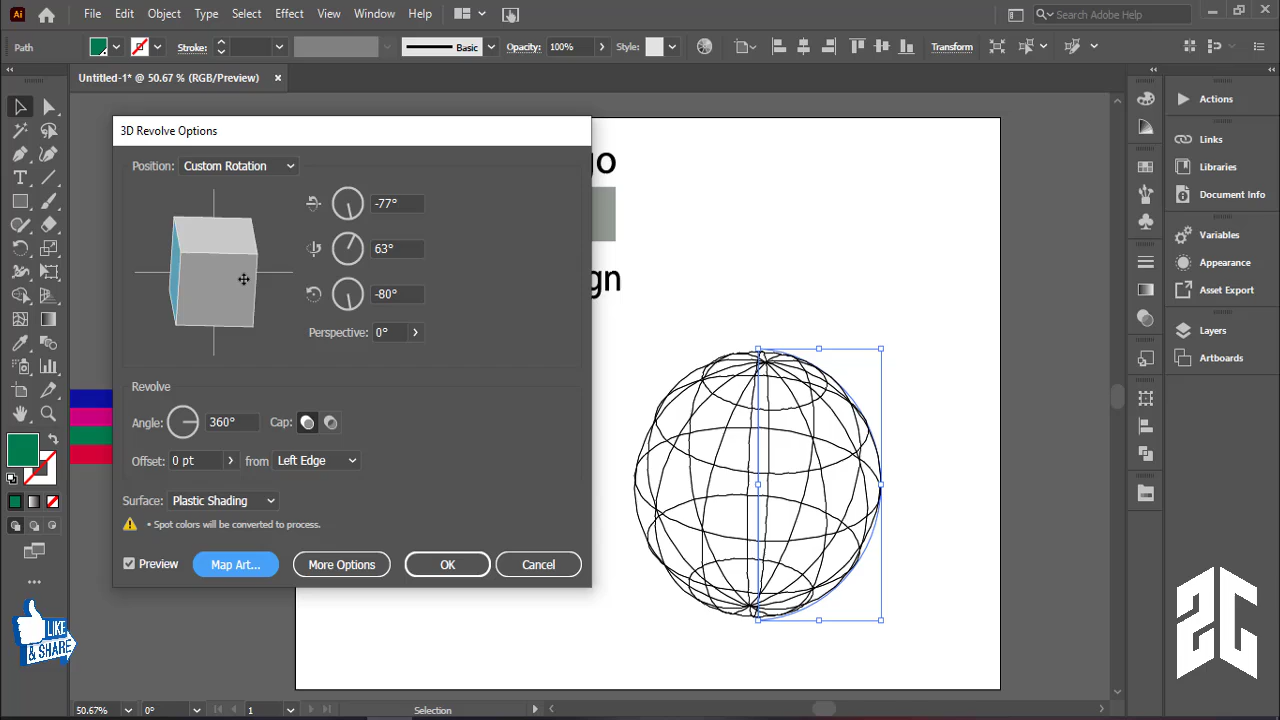 Ai File Edit Object Type Select Effect View Window Help Search Adobe Help
Path Stroke: Basic Opacity: 100% Style: Transform
Untitled-1* @ 50.67 % (RGB/Preview)
3D Revolve Options
Position: Custom Rotation
-77°
63°
-80°
Perspective: 0°
Revolve
Angle: 360° Cap:
Offset: 0 pt from Left Edge
Surface: Plastic Shading
• Spot colors will be converted to process.
Preview Map Art... More Options OK Cancel
go
gn
Actions
Links
Libraries
Document Info
Variables
Appearance
Asset Export
Layers
Artboards
LIKE
& SHARE
2G
50.67% 0° 1 Selection